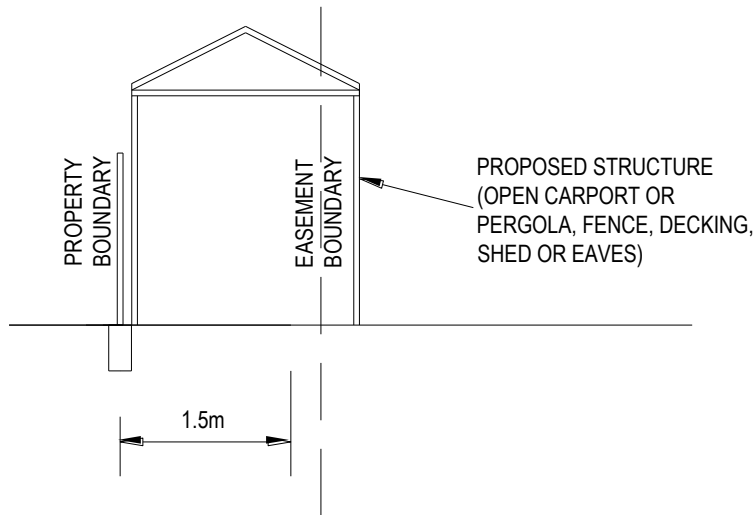 PROPERTY
BOUNDARY
EASEMENT
BOUNDARY
PROPOSED STRUCTURE
(OPEN CARPORT OR
PERGOLA, FENCE, DECKING,
SHED OR EAVES)
1.5m